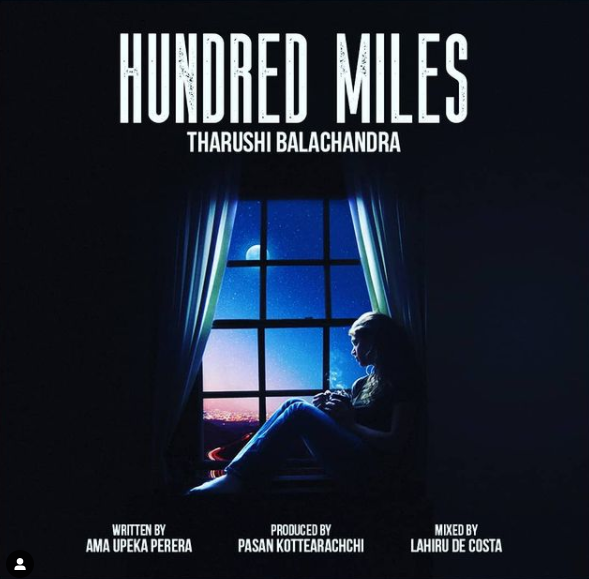 HUNDRED MILES
THARUSHI BALACHANDRA
WRITTEN BY
AMA UPEKA PERERA
PRODUCED BY
PASAN KOTTEARACHCHI
MIXED BY
LAHIRU DE COSTA